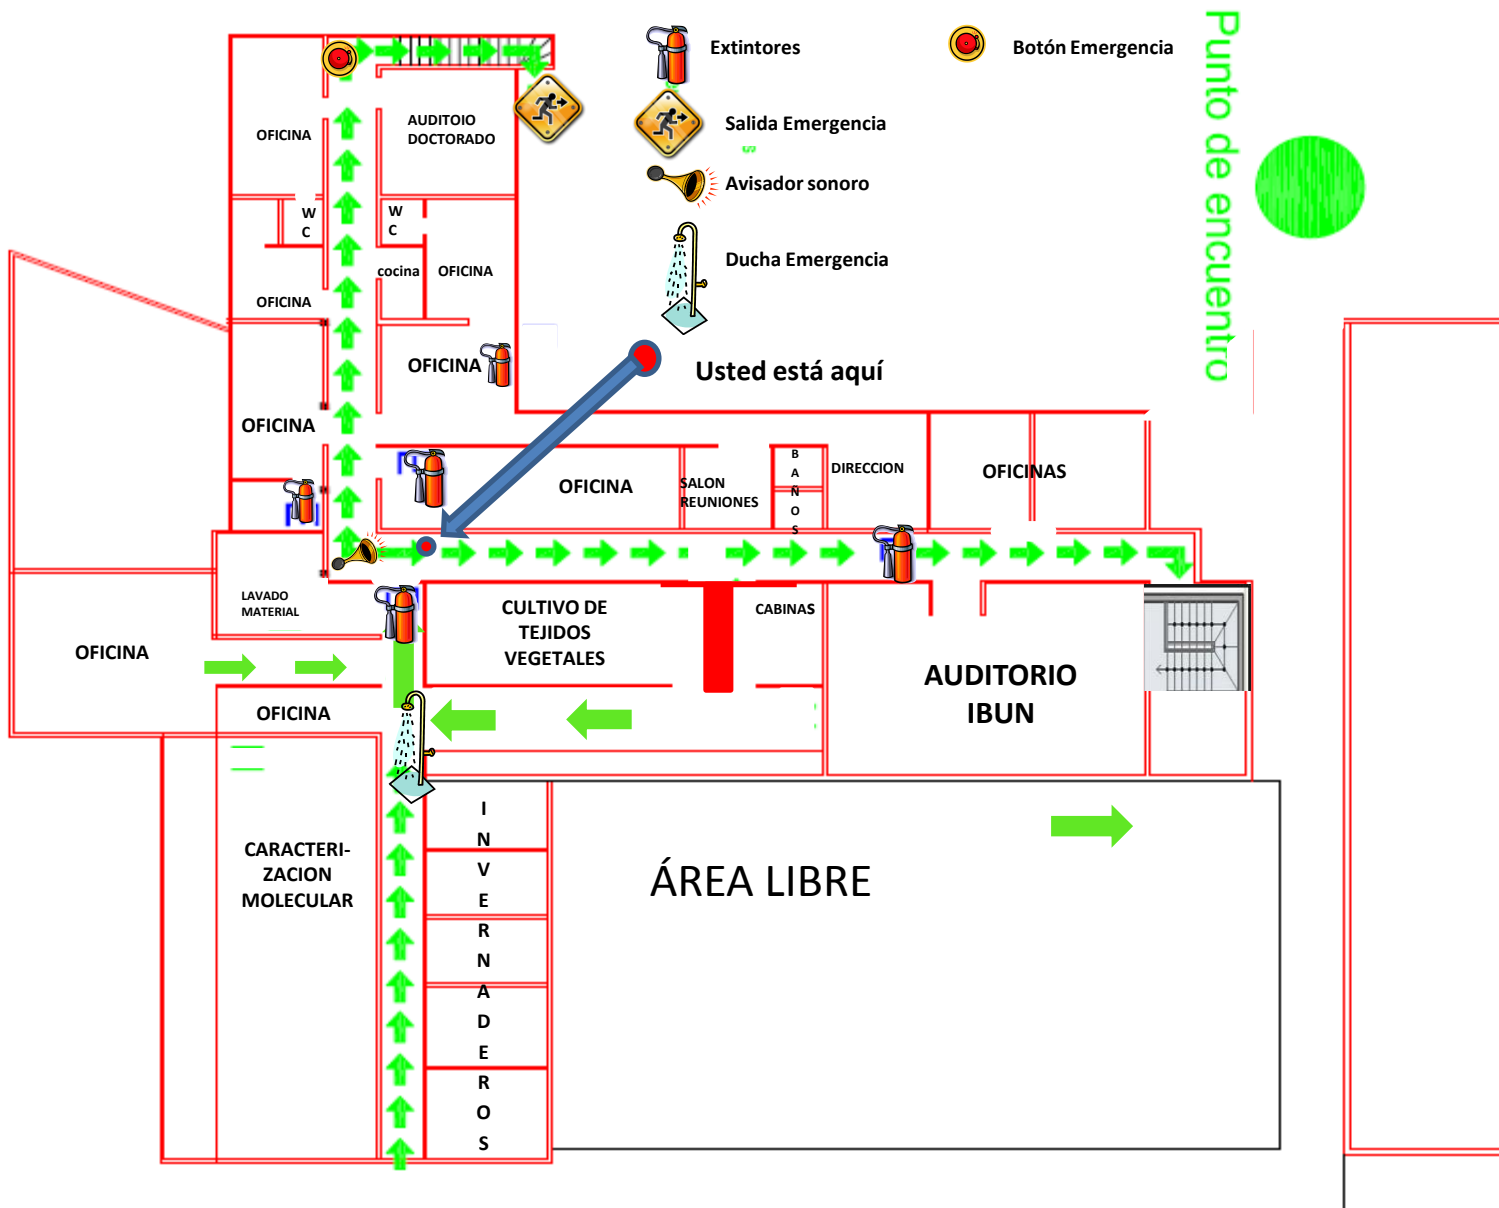 Extintores
Botón Emergencia
Salida Emergencia
Avisador sonoro
Ducha Emergencia
Usted está aquí
Punto de encuentro
OFICINA
AUDITOIO
DOCTORADO
W
C
W
C
cocina
OFICINA
OFICINA
OFICINA
OFICINA
OFICINA
SALON
REUNIONES
B
A
Ñ
O
S
DIRECCION
OFICINAS
LAVADO
MATERIAL
OFICINA
OFICINA
CULTIVO DE
TEJIDOS
VEGETALES
CABINAS
AUDITORIO
IBUN
CARACTERI-
ZACION
MOLECULAR
I
N
V
E
R
N
A
D
E
R
O
S
ÁREA LIBRE